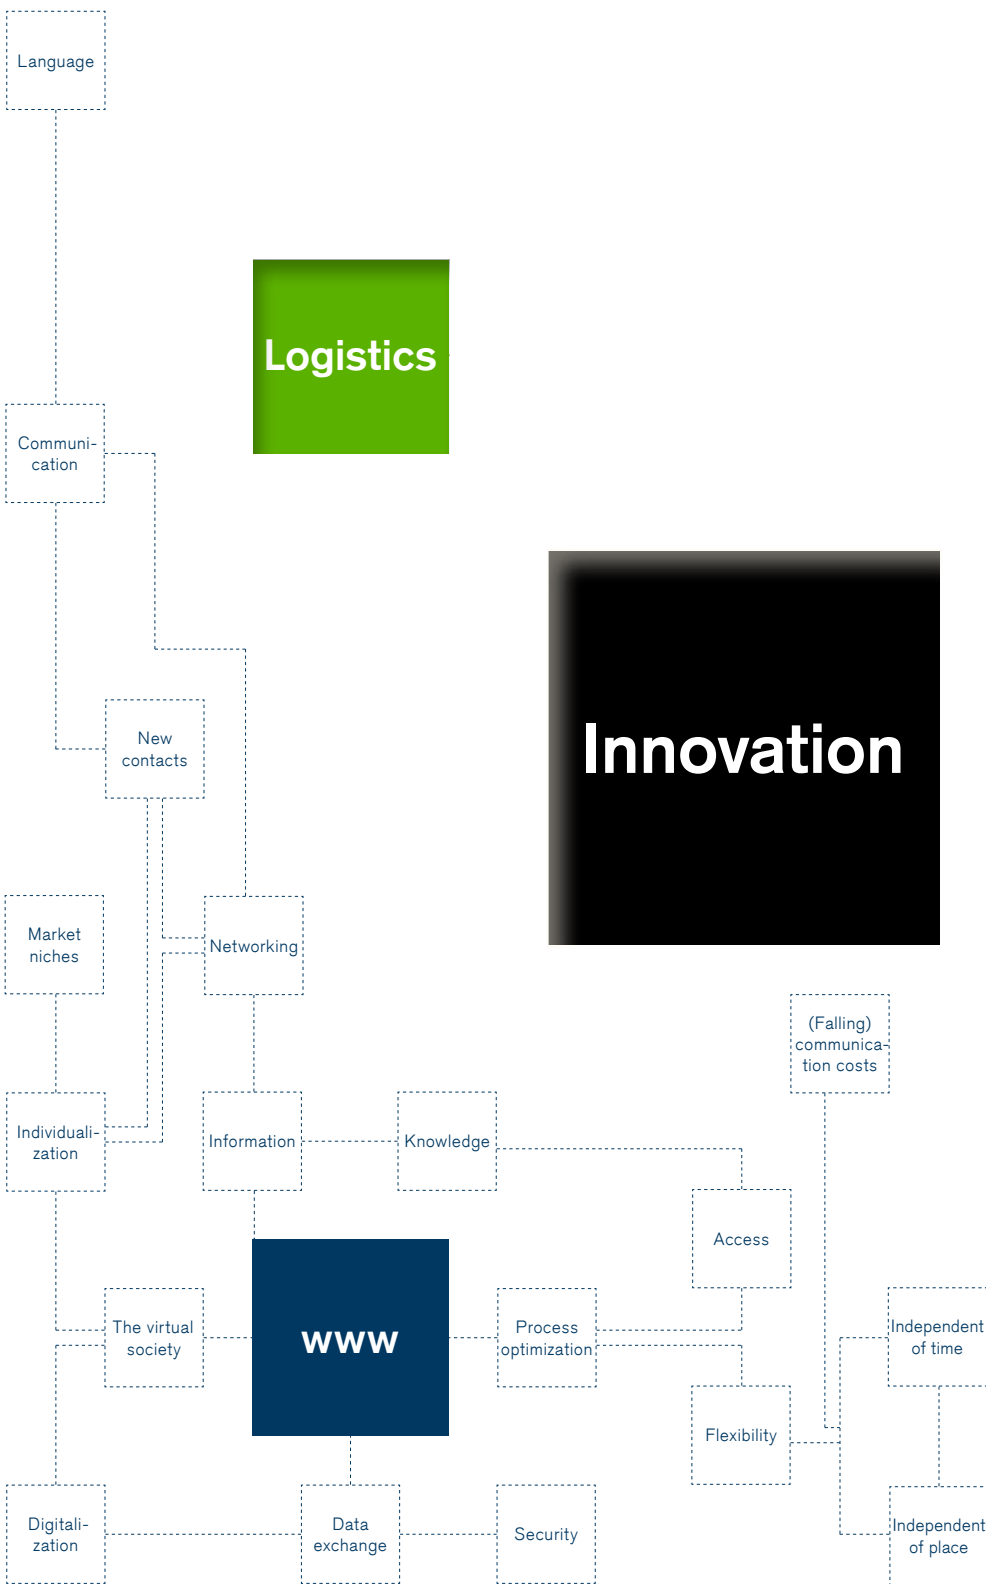 Language
Logistics
Communi-
cation
Innovation
New
contacts
Market
niches
Networking
(Falling)
communica-
tion costs
Individuali-
zation
Information
Knowledge
Access
The virtual
society
www
Process
optimization
Independent
of time
Flexibility
Digitali-
zation
Data
exchange
Security
Independent
of place